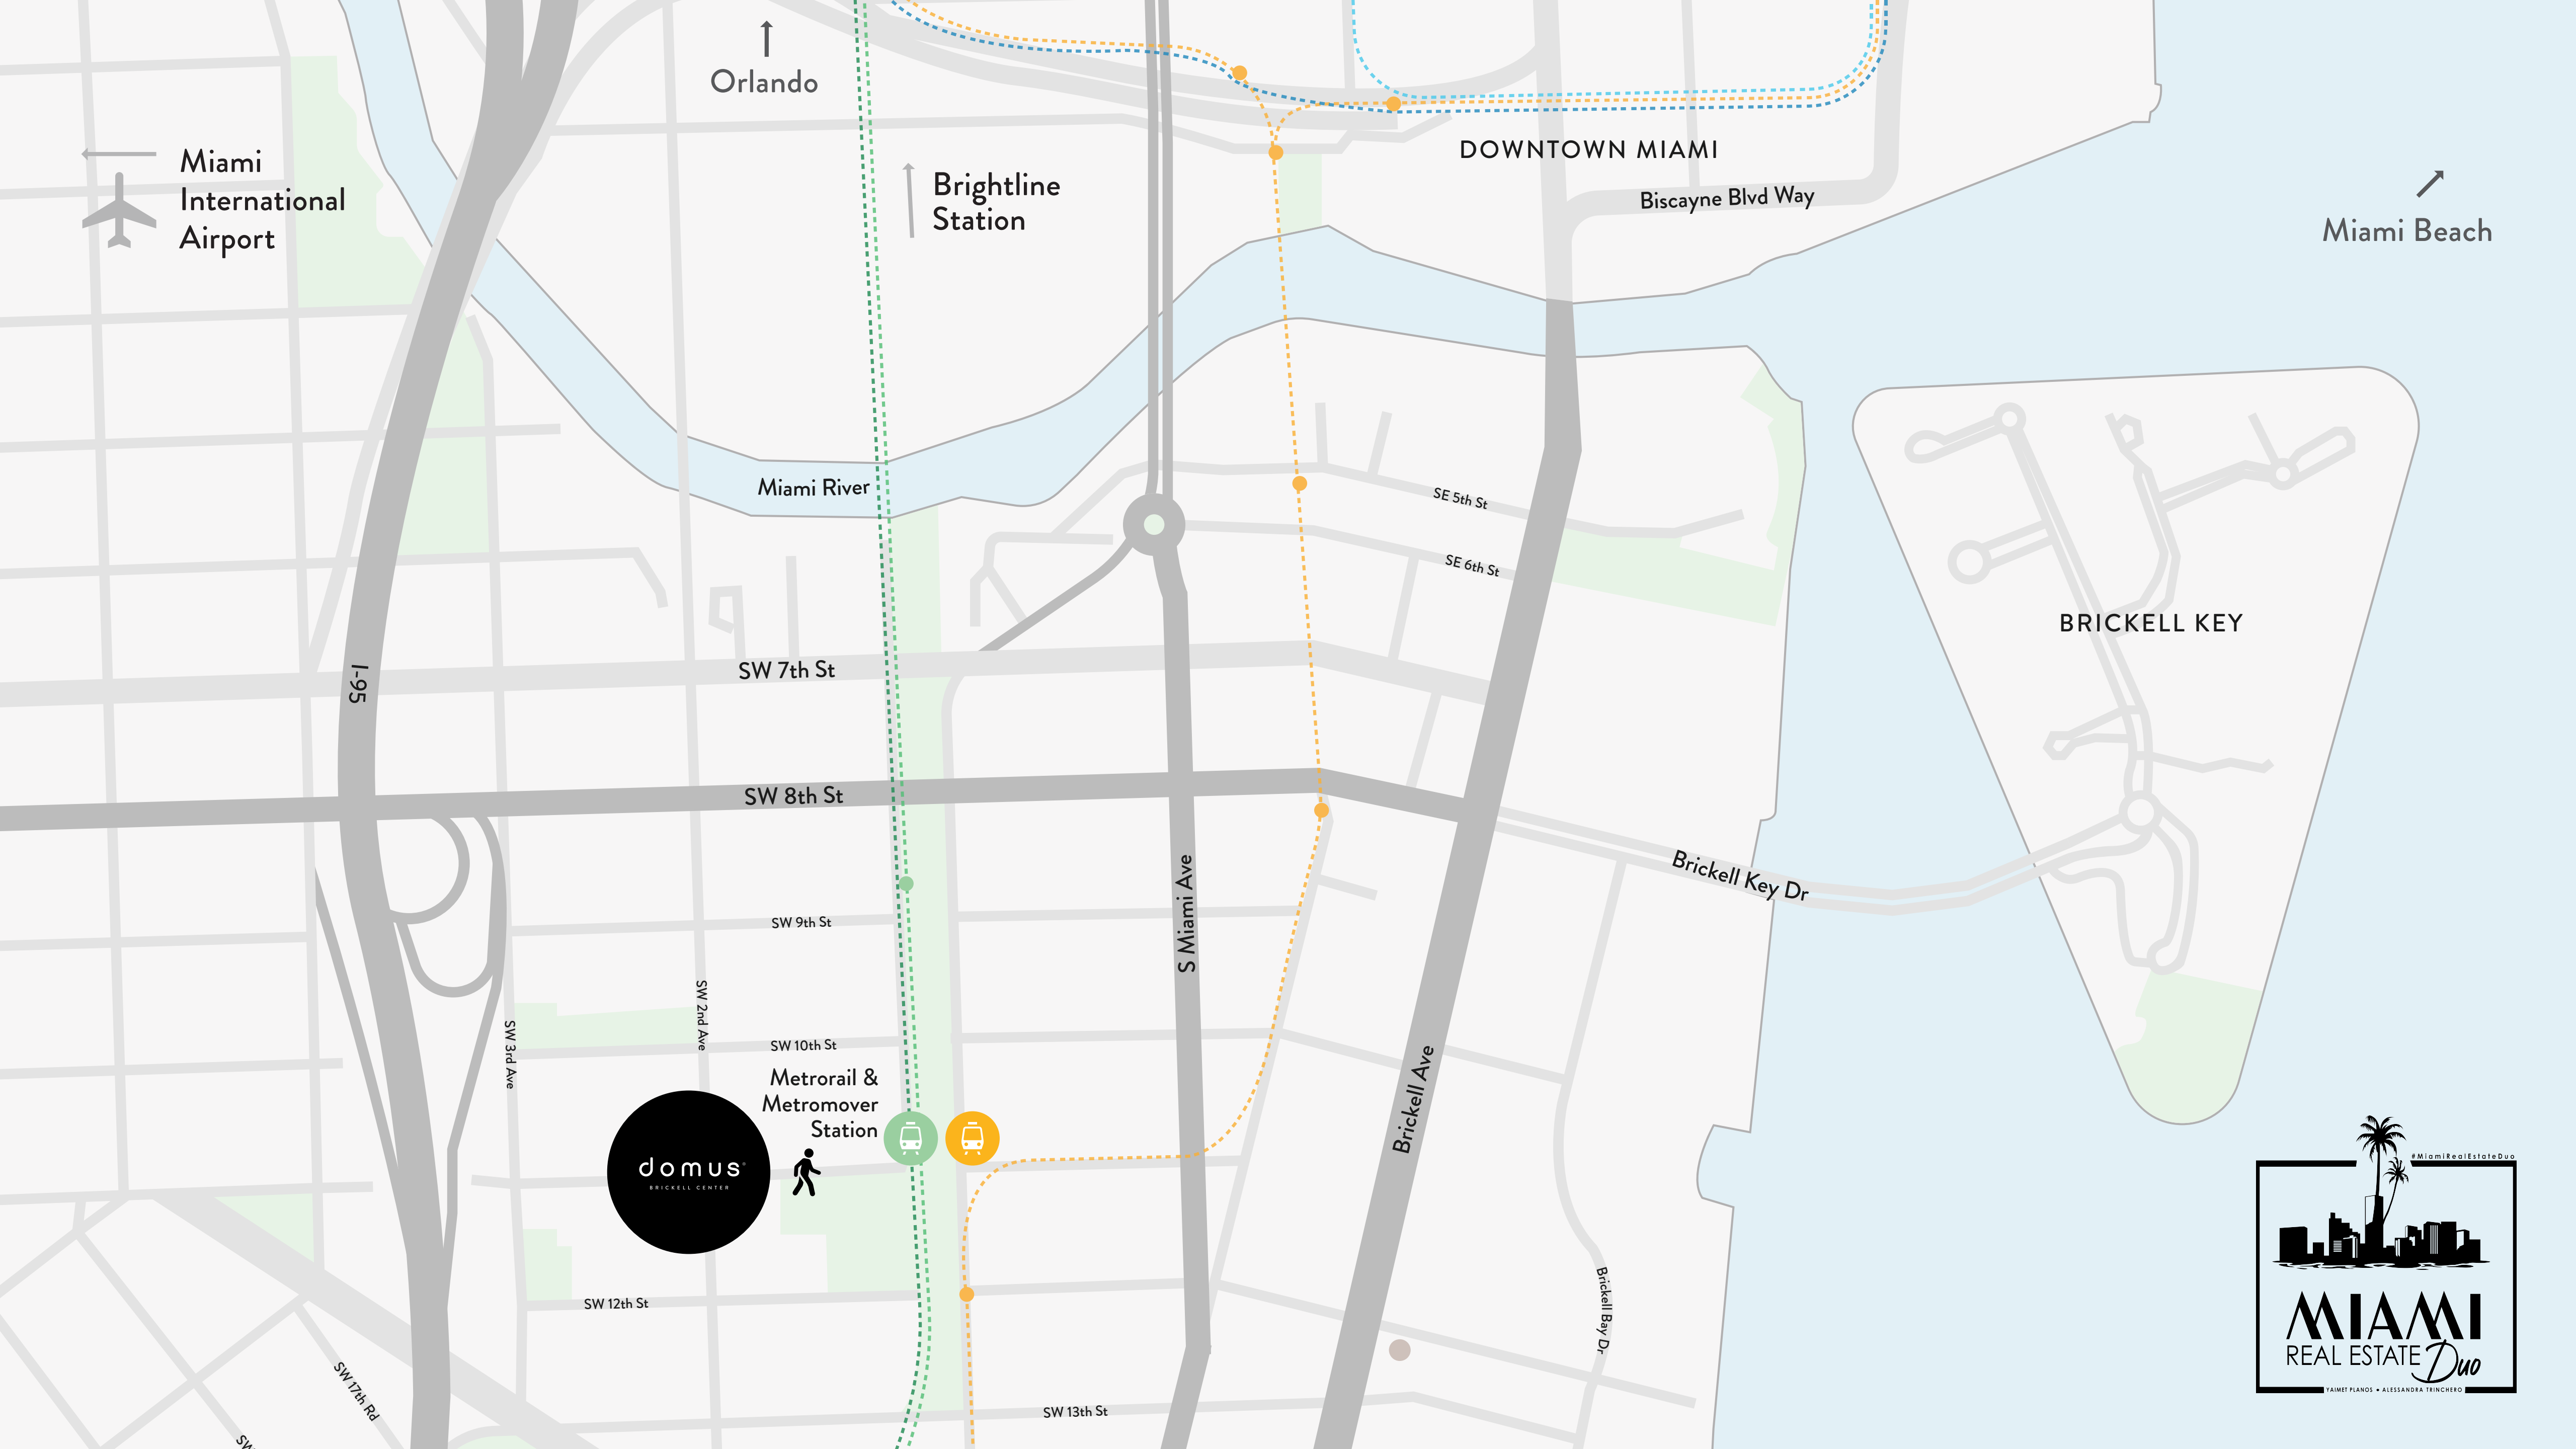 Orlando
Miami
International
Airport
Brightline
Station
DOWNTOWN MIAMI
Biscayne Blvd Way
Miami Beach
Miami River
SE 5th St
SE 6th St
BRICKELL KEY
I-95
SW 7th St
SW 8th St
S Miami Ave
Brickell Key Dr
SW 9th St
SW 2nd Ave
SW 3rd Ave
SW 10th St
Metrorail &
Metromover
Station
Brickell Ave
domus
BRICKELL CENTER
SW 12th St
Brickell Bay Dr
SW 17th Rd
SW
SW 13th St
#MiamiRealEstateDuo
MIAMI
REAL ESTATE Duo
YAIMET PLANOS • ALESSANDRA TRINCHERO